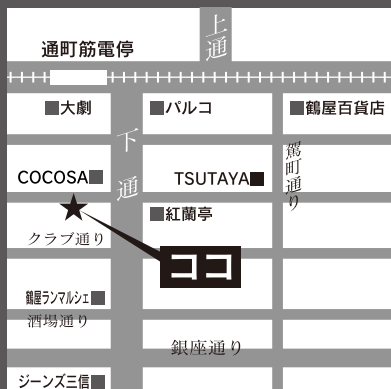 上通
通町筋電停
■大劇
■パルコ
■鶴屋百貨店
下通
駕町通り
COCOSA■
TSUTAYA■
★
■紅蘭亭
クラブ通り
ココ
鶴屋ランマルシェ■
酒場通り
銀座通り
ジーンズ三信■